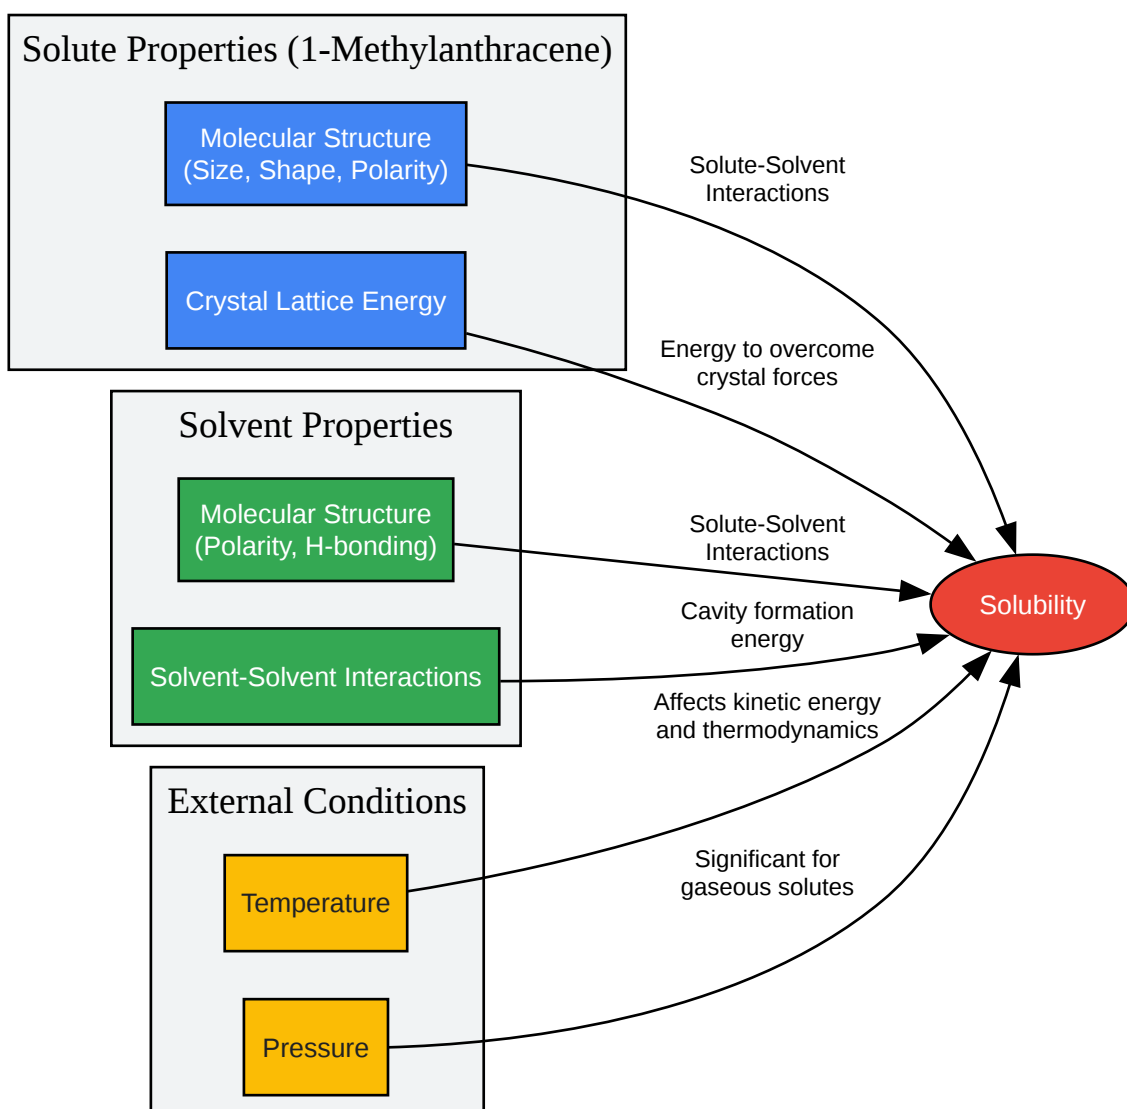 Solute Properties (1-Methylanthracene)
Molecular Structure
(Size, Shape, Polarity)
Crystal Lattice Energy
Solute-Solvent
Interactions
Energy to overcome
crystal forces
Solvent Properties
Molecular Structure
(Polarity, H-bonding)
Solvent-Solvent Interactions
Solute-Solvent
Interactions
Cavity formation
energy
Solubility
External Conditions
Temperature
Pressure
Affects kinetic energy
and thermodynamics
Significant for
gaseous solutes